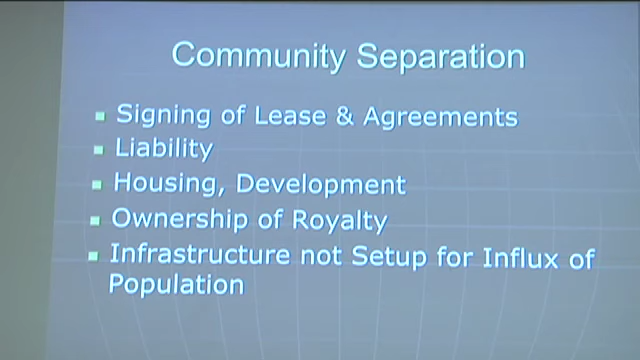 Community Separation
Signing of Lease & Agreements
Liability
Housing, Development
Ownership of Royalty
Infrastructure not Setup for Influx of
Population